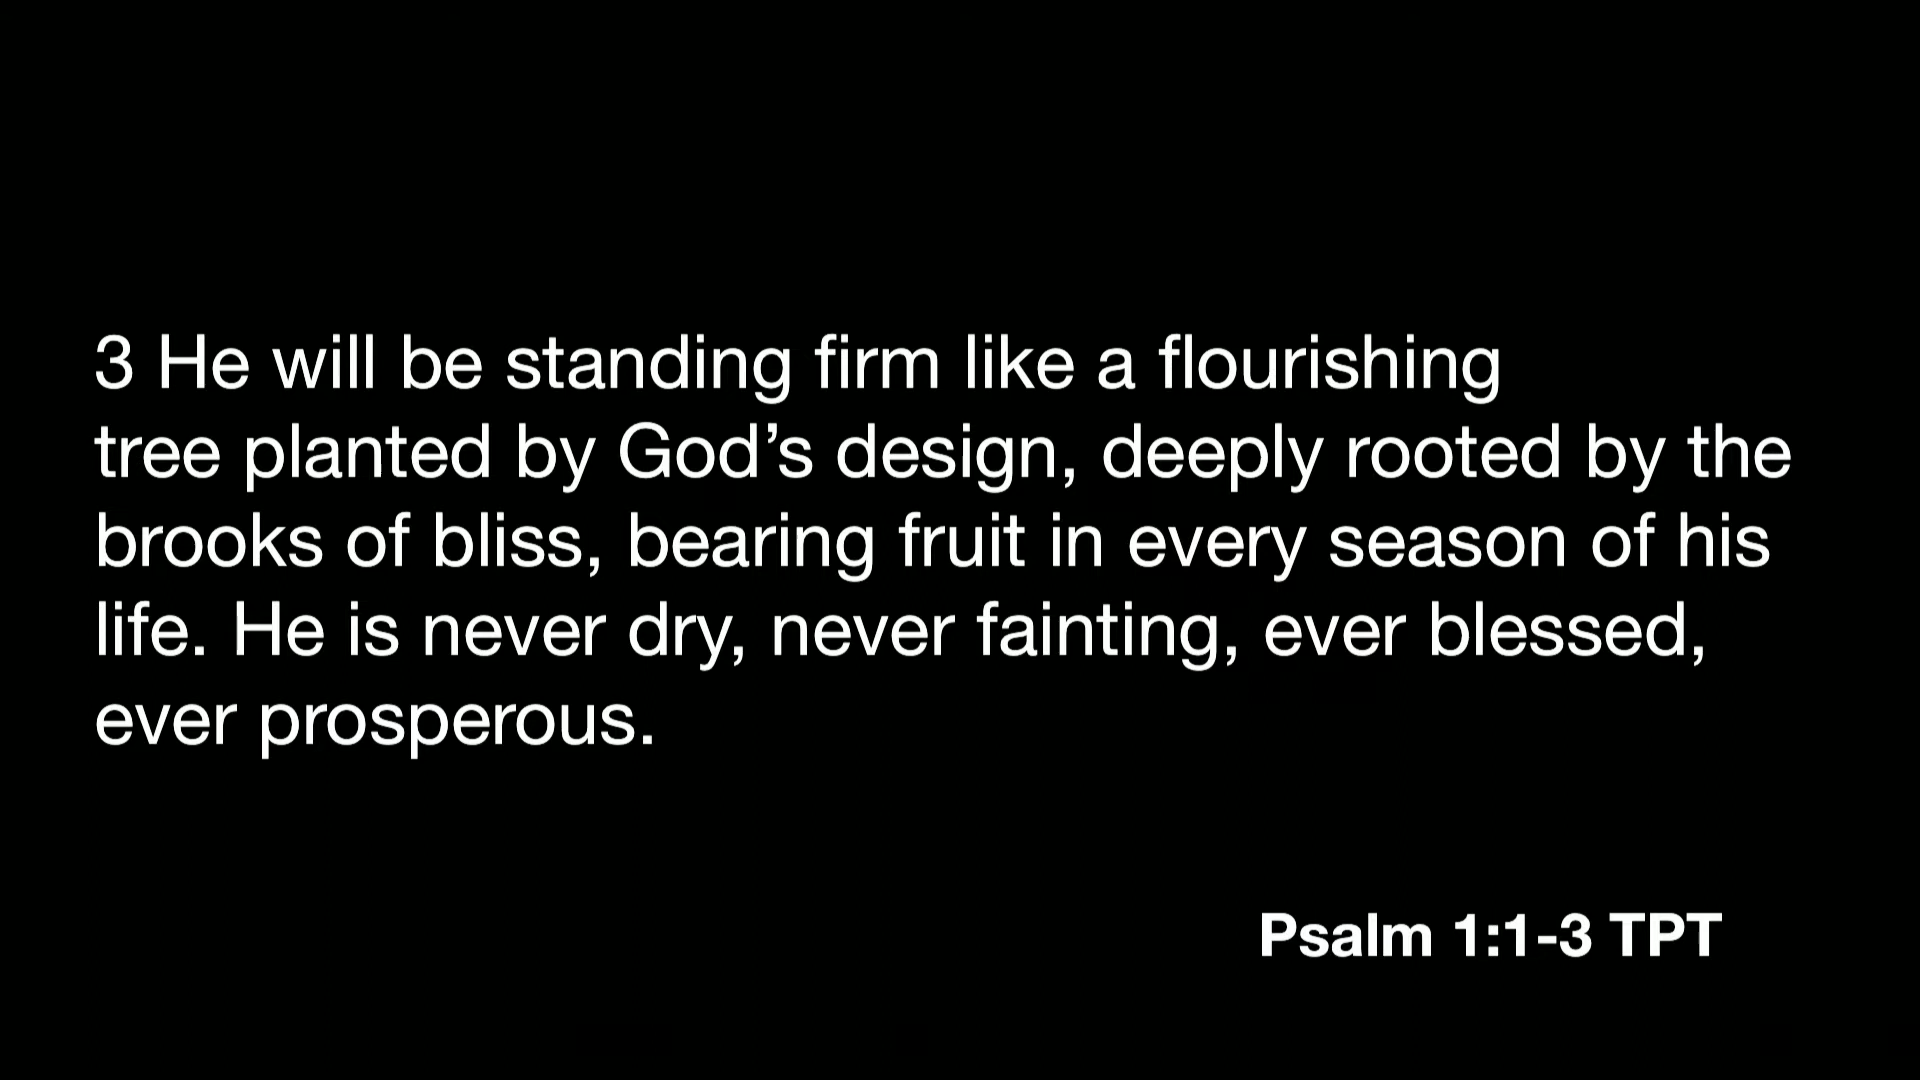 3 He will be standing firm like a flourishing
tree planted by God’s design, deeply rooted by the
brooks of bliss, bearing fruit in every season of his
life. He is never dry, never fainting, ever blessed,
ever prosperous.
Psalm 1:1-3 TPT